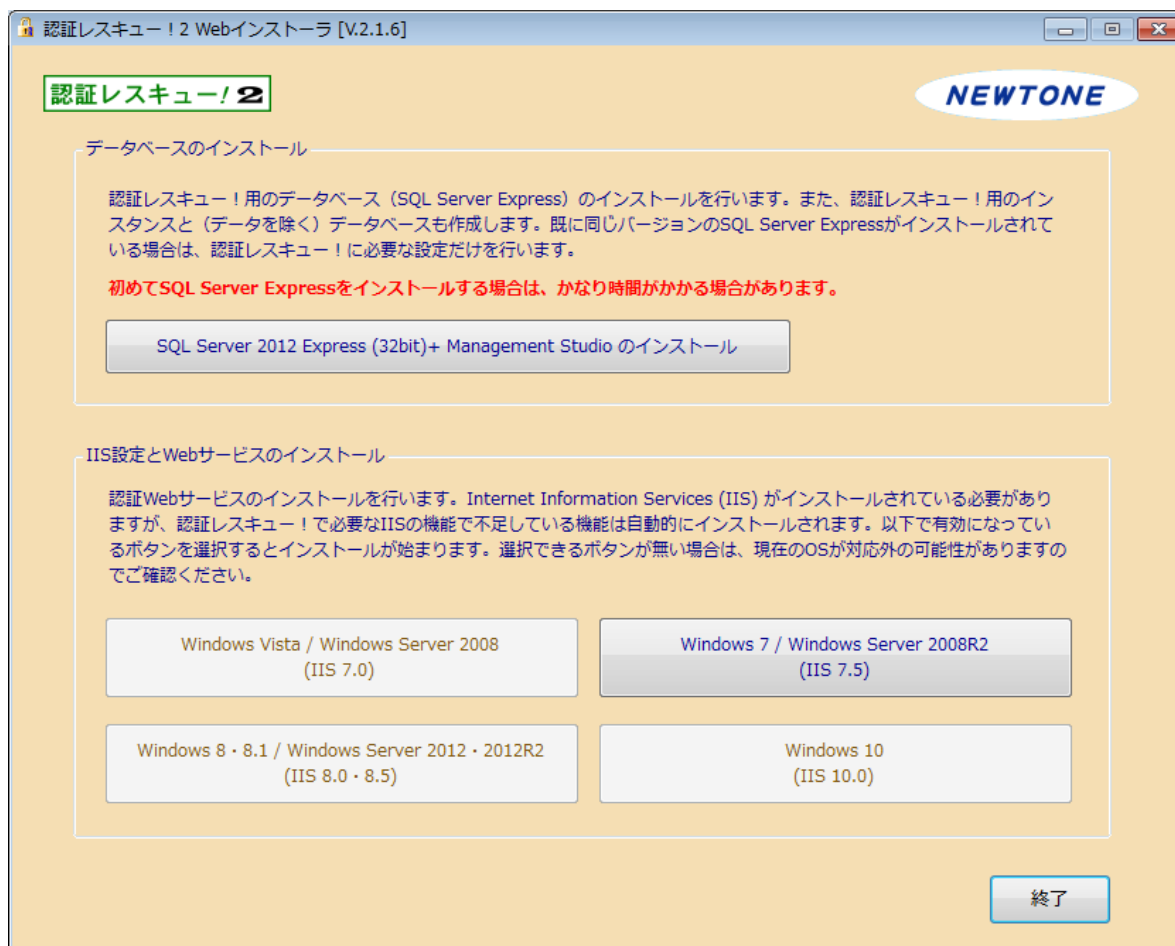 認証レスキュー！2 Webインストーラ [V.2.1.6]
認証レスキュー！2
NEWTONE
データベースのインストール
認証レスキュー！用のデータベース（SQL Server Express）のインストールを行います。また、認証レスキュー！用のイン
スタンスと（データを除く）データベースも作成します。既に同じバージョンのSQL Server Expressがインストールされて
いる場合は、認証レスキュー！に必要な設定だけを行います。
初めてSQL Server Expressをインストールする場合は、かなり時間がかかる場合があります。
SQL Server 2012 Express (32bit)+ Management Studio のインストール
IIS設定とWebサービスのインストール
認証Webサービスのインストールを行います。Internet Information Services (IIS) がインストールされている必要があり
ますが、認証レスキュー！で必要なIISの機能で不足している機能は自動的にインストールされます。以下で有効になってい
るボタンを選択するとインストールが始まります。選択できるボタンが無い場合は、現在のOSが対応外の可能性がありますの
でご確認ください。
Windows Vista / Windows Server 2008
(IIS 7.0)
Windows 7 / Windows Server 2008R2
(IIS 7.5)
Windows 8・8.1 / Windows Server 2012・2012R2
(IIS 8.0・8.5)
Windows 10
(IIS 10.0)
終了